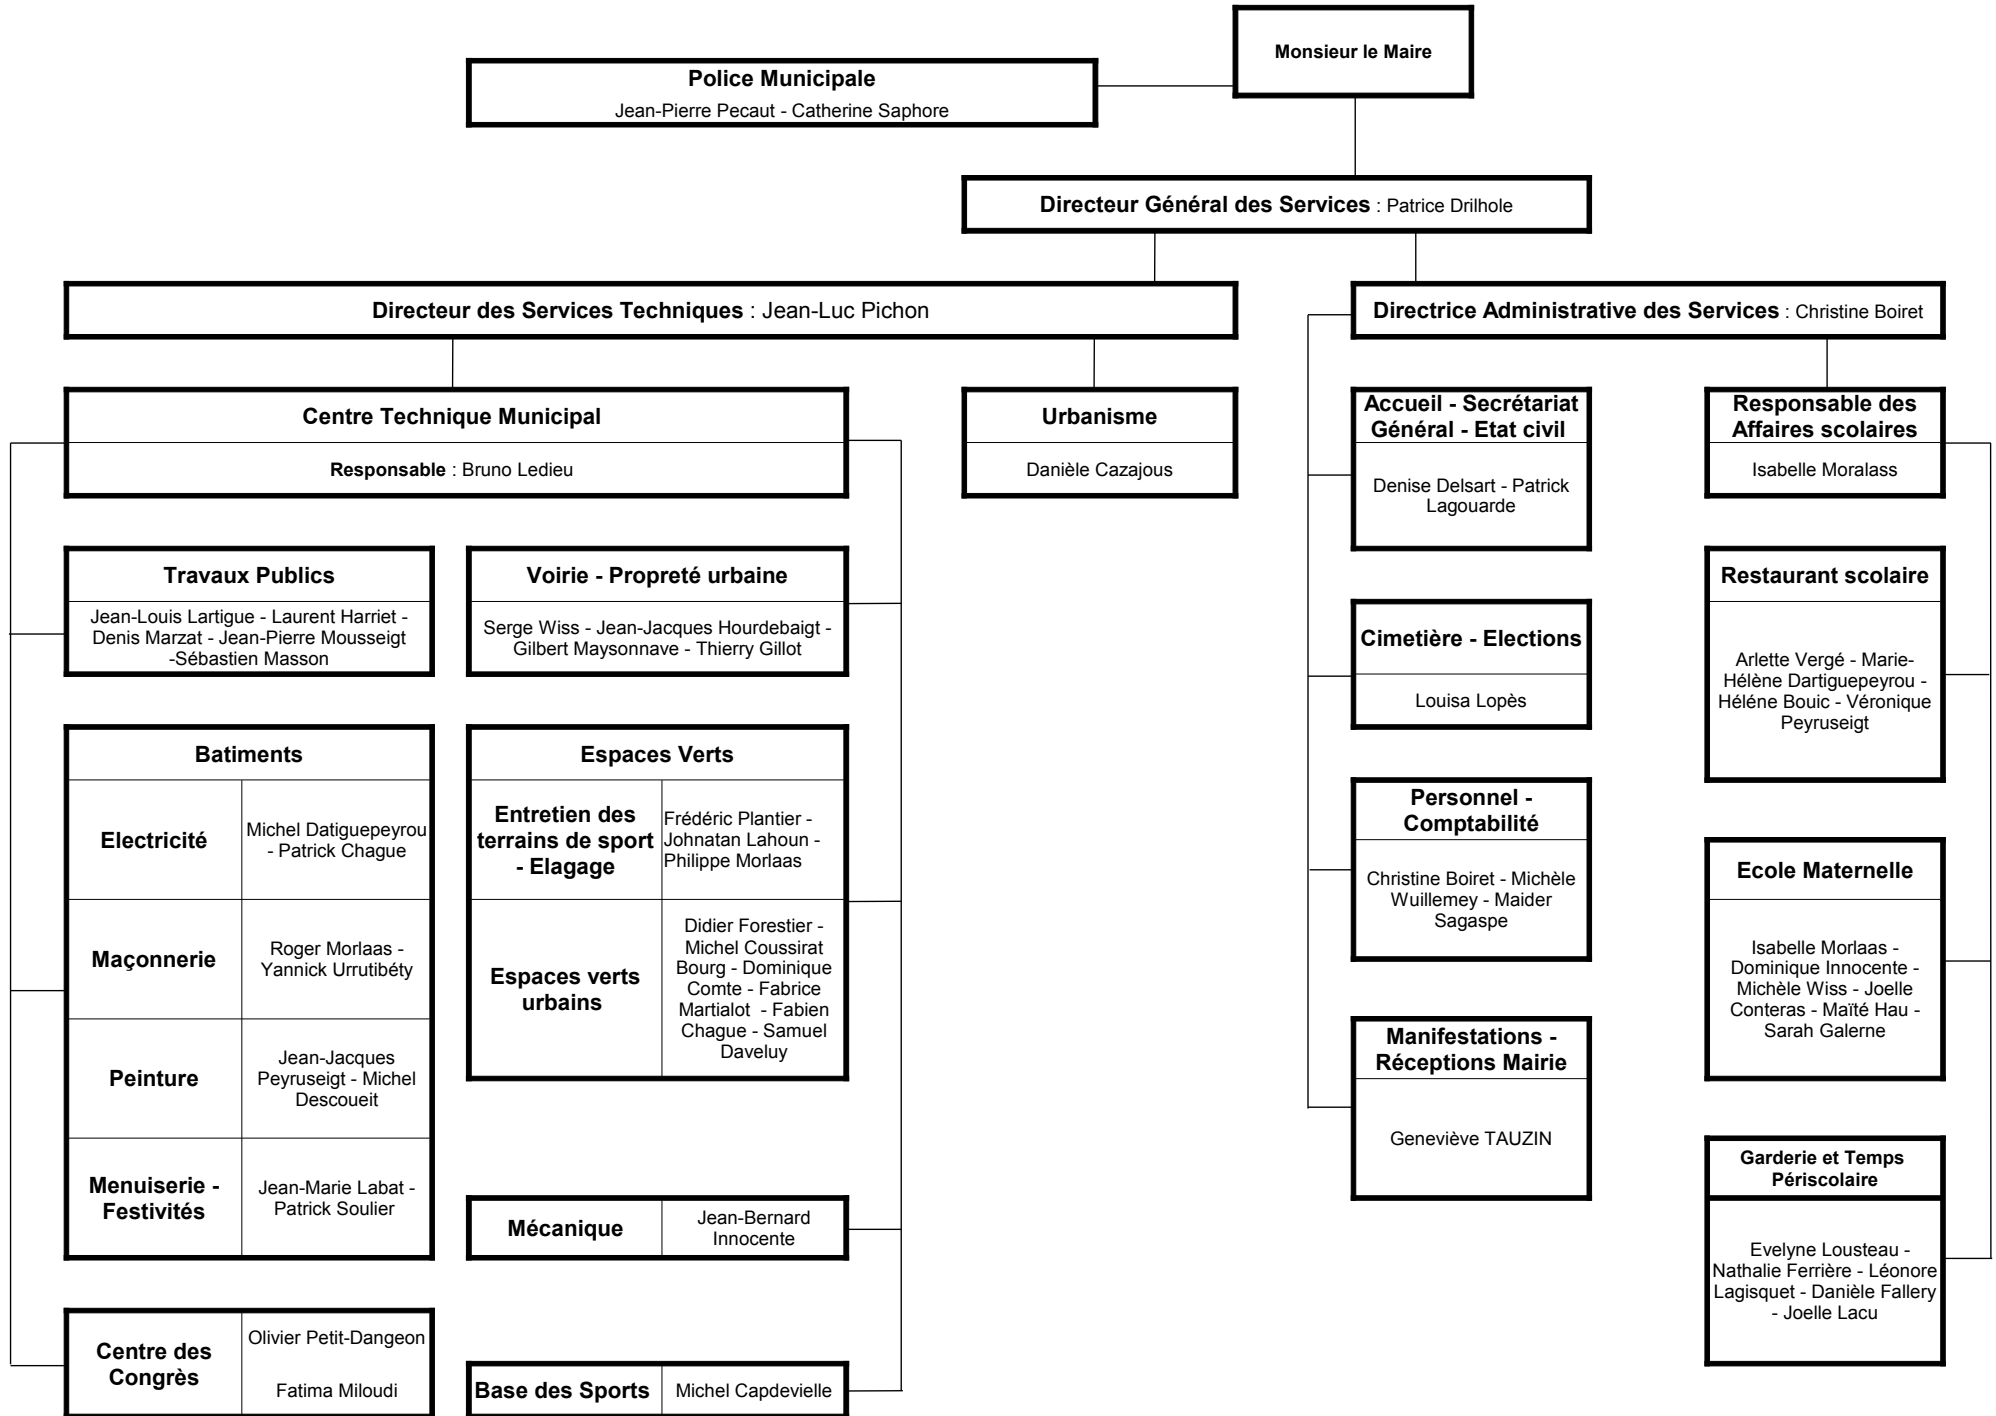 Monsieur le Maire
Police Municipale
Jean-Pierre Pecaut - Catherine Saphore
Directeur Général des Services : Patrice Drilhole
Directeur des Services Techniques : Jean-Luc Pichon
Directrice Administrative des Services : Christine Boiret
Centre Technique Municipal
Responsable : Bruno Ledieu
Urbanisme
Danièle Cazajous
Accueil - Secrétariat
Général - Etat civil
Denise Delsart - Patrick
Lagouarde
Responsable des
Affaires scolaires
Isabelle Moralass
Travaux Publics
Jean-Louis Lartigue - Laurent Harriet -
Denis Marzat - Jean-Pierre Mousseigt
-Sébastien Masson
Voirie - Propreté urbaine
Serge Wiss - Jean-Jacques Hourdebaigt -
Gilbert Maysonnave - Thierry Gillot
Cimetière - Elections
Louisa Lopès
Restaurant scolaire
Arlette Vergé - Marie-
Hélène Dartiguepeyrou -
Héléne Bouic - Véronique
Peyruseigt
Batiments
Electricité
Michel Datiguepeyrou
- Patrick Chague
Maçonnerie
Roger Morlaas -
Yannick Urrutibéty
Peinture
Jean-Jacques
Peyruseigt - Michel
Descoueit
Menuiserie -
Festivités
Jean-Marie Labat -
Patrick Soulier
Espaces Verts
Entretien des
terrains de sport
- Elagage
Frédéric Plantier -
Johnatan Lahoun -
Philippe Morlaas
Espaces verts
urbains
Didier Forestier -
Michel Coussirat
Bourg - Dominique
Comte - Fabrice
Martialot - Fabien
Chague - Samuel
Daveluy
Personnel -
Comptabilité
Christine Boiret - Michèle
Wuillemey - Maider
Sagaspe
Ecole Maternelle
Isabelle Morlaas -
Dominique Innocente -
Michèle Wiss - Joelle
Conteras - Maïté Hau -
Sarah Galerne
Manifestations -
Réceptions Mairie
Geneviève TAUZIN
Garderie et Temps
Périscolaire
Evelyne Lousteau -
Nathalie Ferrière - Léonore
Lagisquet - Danièle Fallery
- Joelle Lacu
Mécanique
Jean-Bernard
Innocente
Centre des
Congrès
Olivier Petit-Dangeon
Fatima Miloudi
Base des Sports
Michel Capdevielle